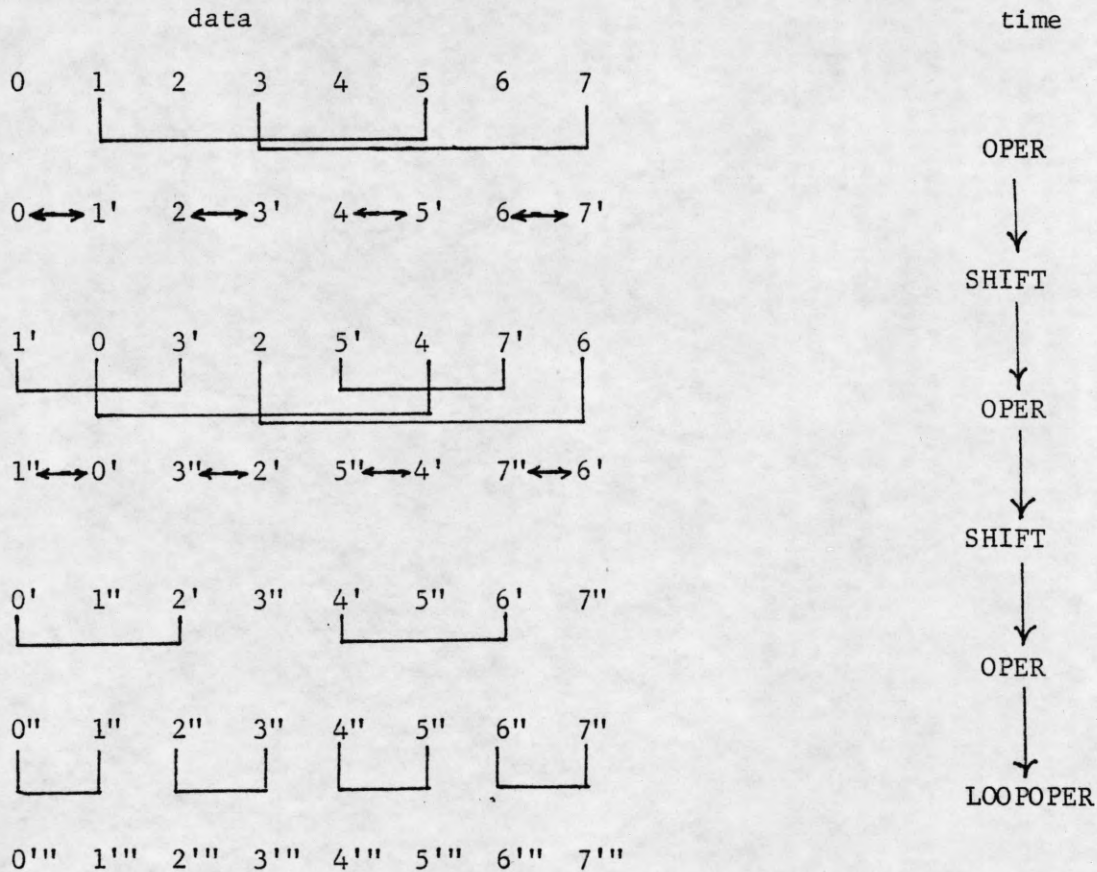 data time
0 1 2 3 4 5 6 7
OPER
0 1' 2 3' 4 5' 6 7'
SHIFT
1' 0 3' 2 5' 4 7' 6
OPER
1" 0' 3" 2' 5" 4' 7" 6'
SHIFT
0' 1" 2' 3" 4' 5" 6' 7"
OPER
0" 1" 2" 3" 4" 5" 6" 7"
LOOPOPER
0'" 1'" 2'" 3'" 4'" 5'" 6'" 7'"